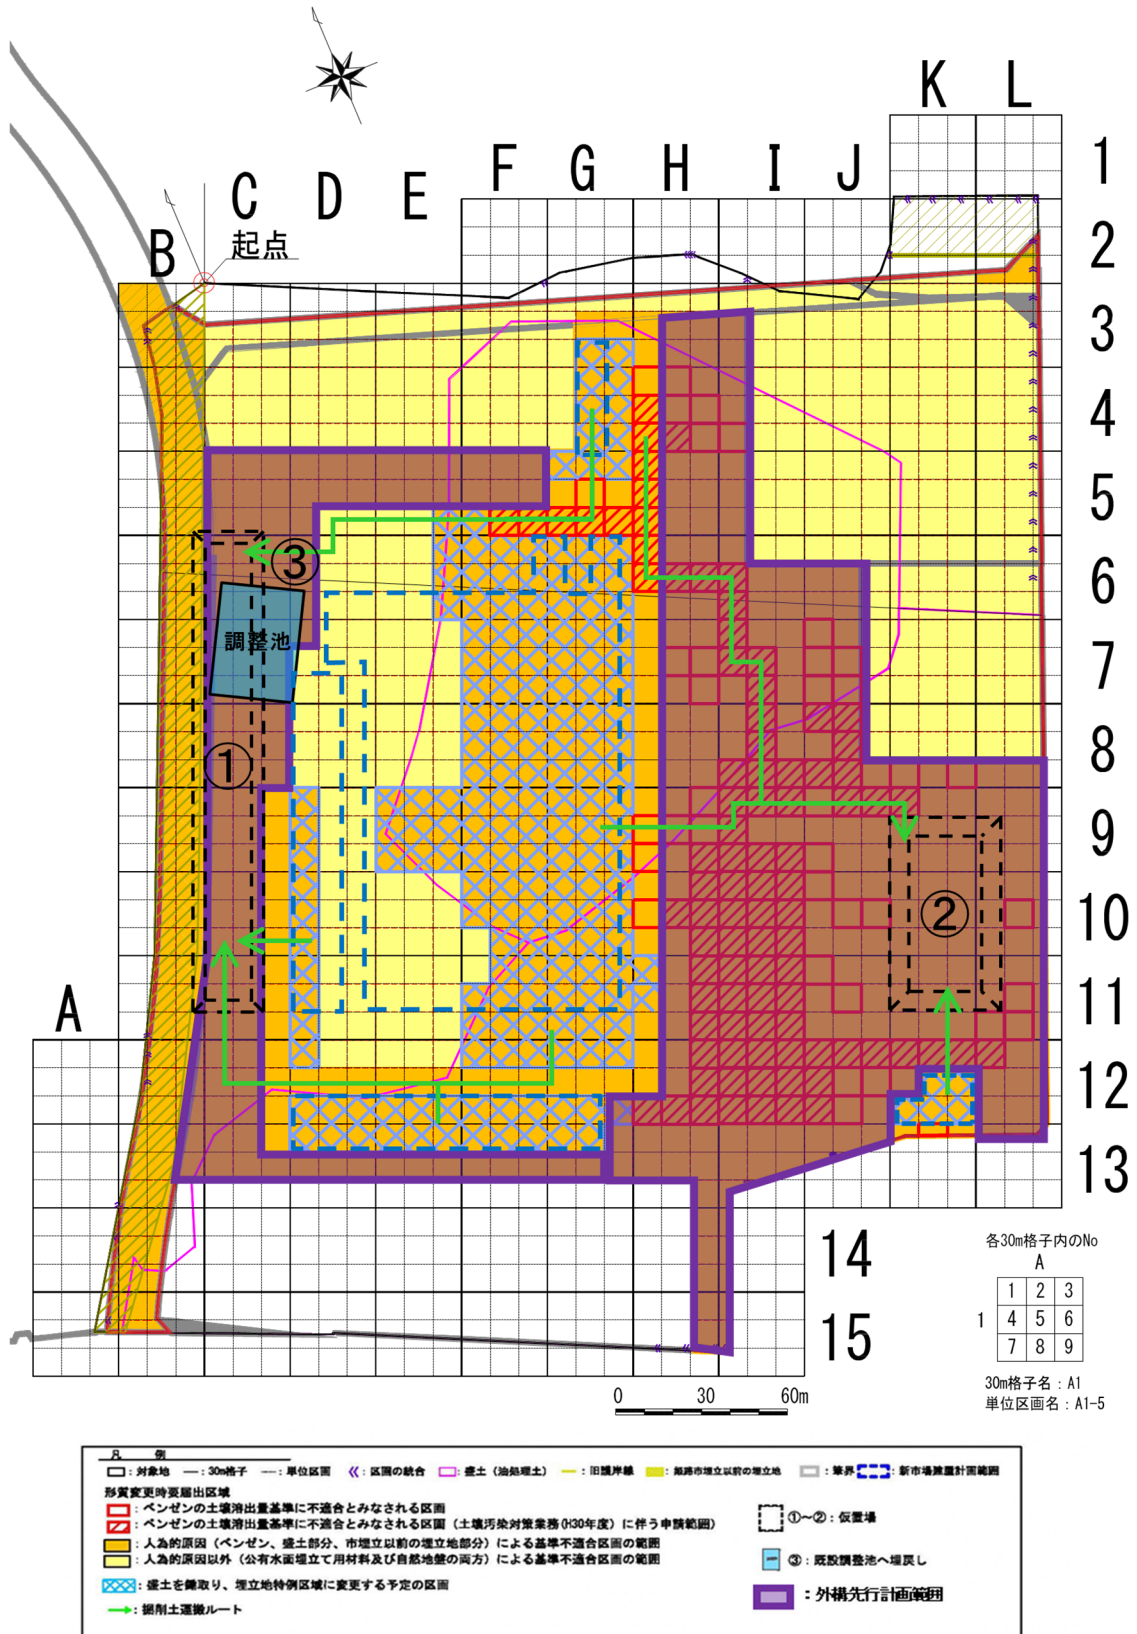 K L
1
F G H I J
C D E
2
B 起点
3
4
5
③
6
調整池
7
①
8
9
②
10
A
11
12
13
14
15
各30m格子内のNo
A
1 2 3
1 4 5 6
7 8 9
30m格子名：A1
単位区画名：A1-5
0 30 60m
凡 例
：対象地 ：30m格子 ：単位区画 ：区画の統合 ：盛土（油処理土） ：旧護岸線 ：姫路市埋立以前の埋立地 ：筆界 ：新市場建屋計画範囲
形質変更時要届出区域
：ベンゼンの土壌溶出量基準に不適合とみなされる区画
：ベンゼンの土壌溶出量基準に不適合とみなされる区画（土壌汚染対策業務(H30年度)に伴う申請範囲）
：人為的原因（ベンゼン、盛土部分、市埋立以前の埋立地部分）による基準不適合区画の範囲
：人為的原因以外（公有水面埋立て用材料及び自然地盤の両方）による基準不適合区画の範囲
：盛土を鋤取り、埋立地特例区域に変更する予定の区画
：掘削土運搬ルート
①～②：仮置場
③：既設調整池へ埋戻し
：外構先行計画範囲